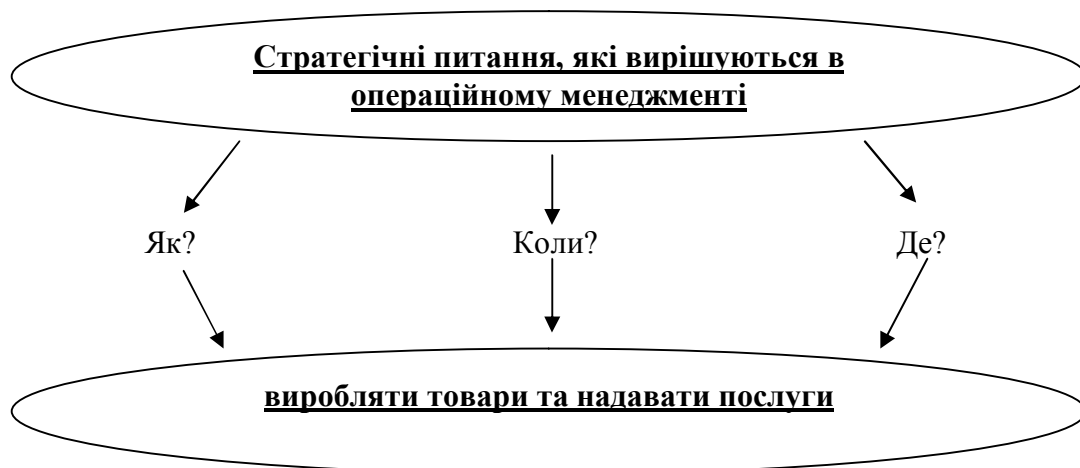 Стратегічні питання, які вирішуються в
операційному менеджменті
Як?
Коли?
Де?
виробляти товари та надавати послуги